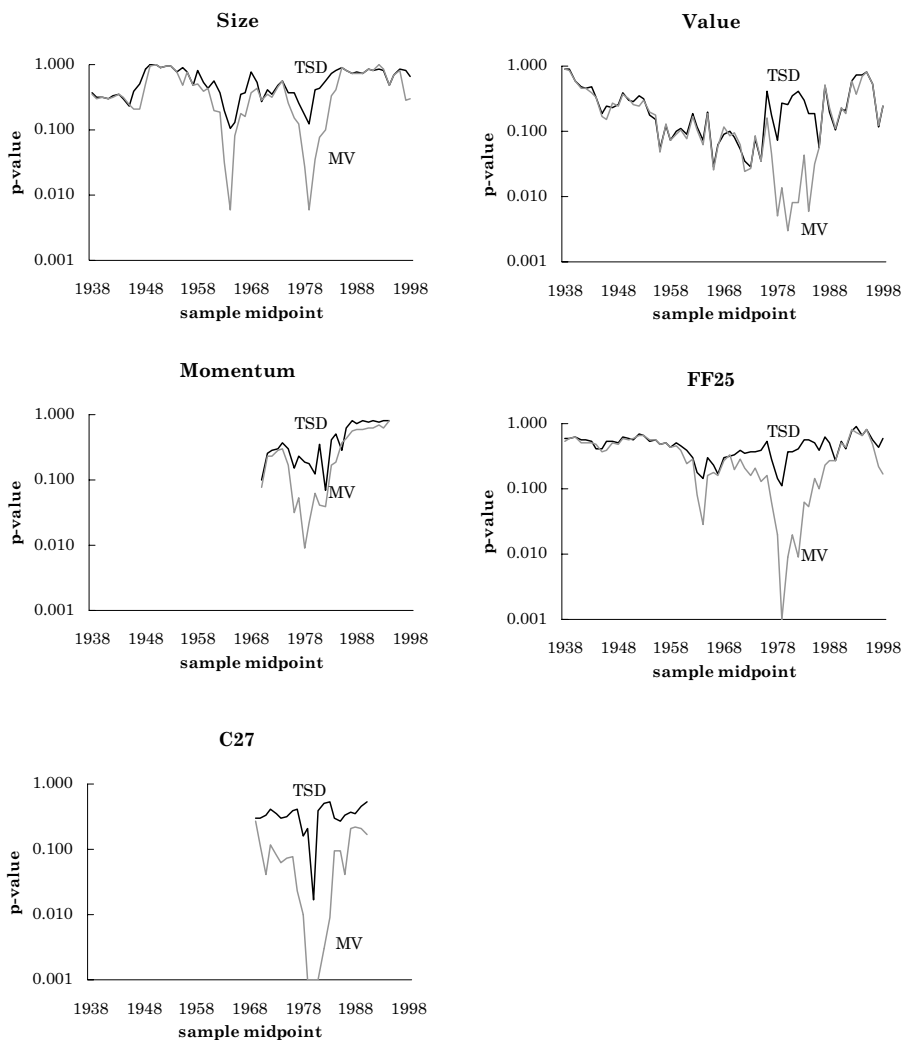 Size
1.000
0.100
0.010
0.001
p-value
TSD
MV
1938 1948 1958 1968 1978 1988 1998
sample midpoint
Value
1.000
0.100
0.010
0.001
p-value
TSD
MV
1938 1948 1958 1968 1978 1988 1998
sample midpoint
Momentum
1.000
0.100
0.010
0.001
p-value
TSD
MV
1938 1948 1958 1968 1978 1988 1998
sample midpoint
FF25
1.000
0.100
0.010
0.001
p-value
TSD
MV
1938 1948 1958 1968 1978 1988 1998
sample midpoint
C27
1.000
0.100
0.010
0.001
p-value
TSD
MV
1938 1948 1958 1968 1978 1988 1998
sample midpoint